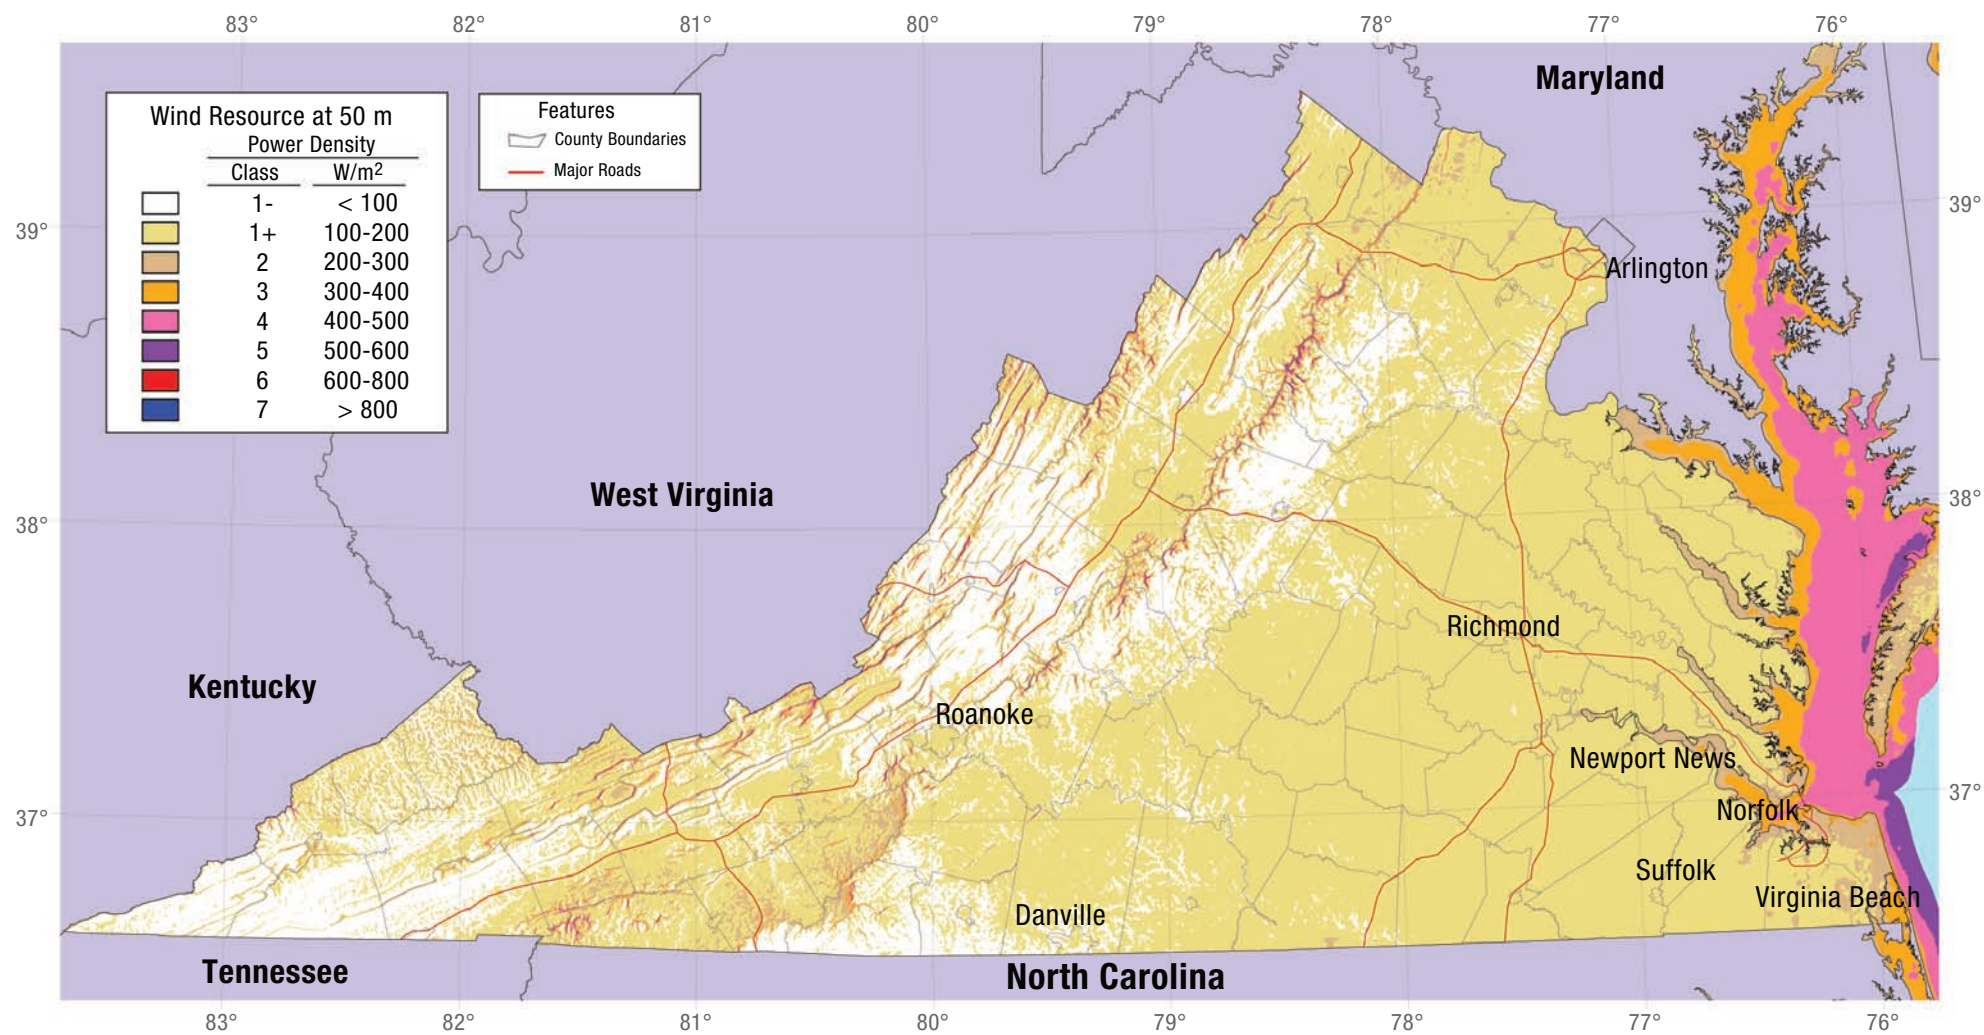 83° 82° 81° 80° 79° 78° 77° 76°
Maryland
Wind Resource at 50 m
Power Density
Class W/m2
1- < 100
1+ 100-200
2 200-300
3 300-400
4 400-500
5 500-600
6 600-800
7 > 800
Features
County Boundaries
Major Roads
39° 39°
Arlington
West Virginia
38° 38°
Richmond
Kentucky
Roanoke
Newport News
37° 37°
Norfolk
Suffolk
Virginia Beach
Danville
Tennessee
North Carolina
83° 82° 81° 80° 79° 78° 77° 76°